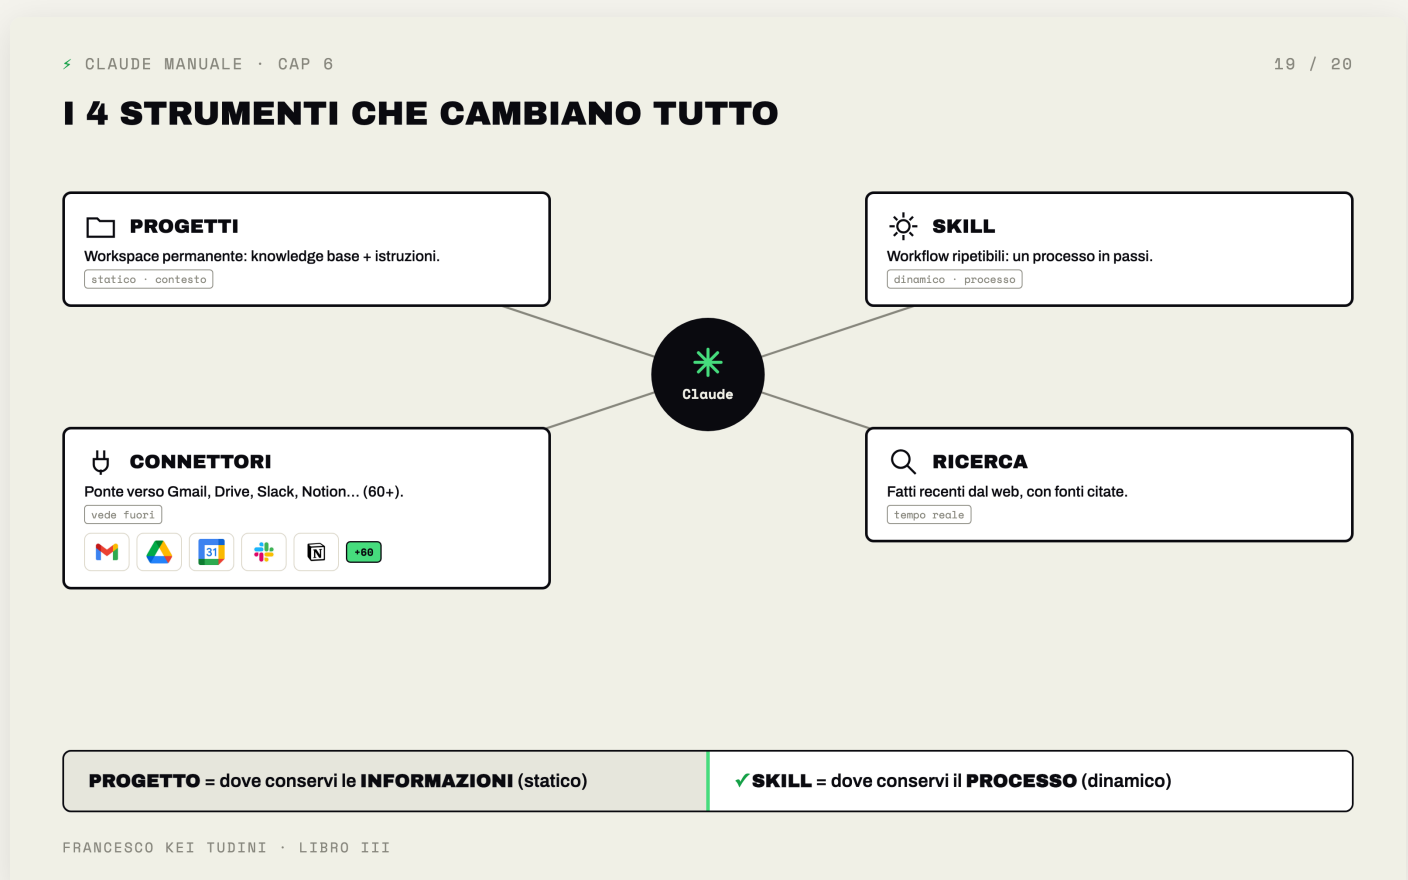 ⚡ CLAUDE MANUALE · CAP 6
19 / 20
I 4 STRUMENTI CHE CAMBIANO TUTTO
PROGETTI
Workspace permanente: knowledge base + istruzioni.
statico · contesto
SKILL
Workflow ripetibili: un processo in passi.
dinamico · processo
Claude
CONNETTORI
Ponte verso Gmail, Drive, Slack, Notion... (60+).
vede fuori
31
N
+60
RICERCA
Fatti recenti dal web, con fonti citate.
tempo reale
PROGETTO = dove conservi le INFORMAZIONI (statico)
✓SKILL = dove conservi il PROCESSO (dinamico)
FRANCESCO KEI TUDINI · LIBRO III